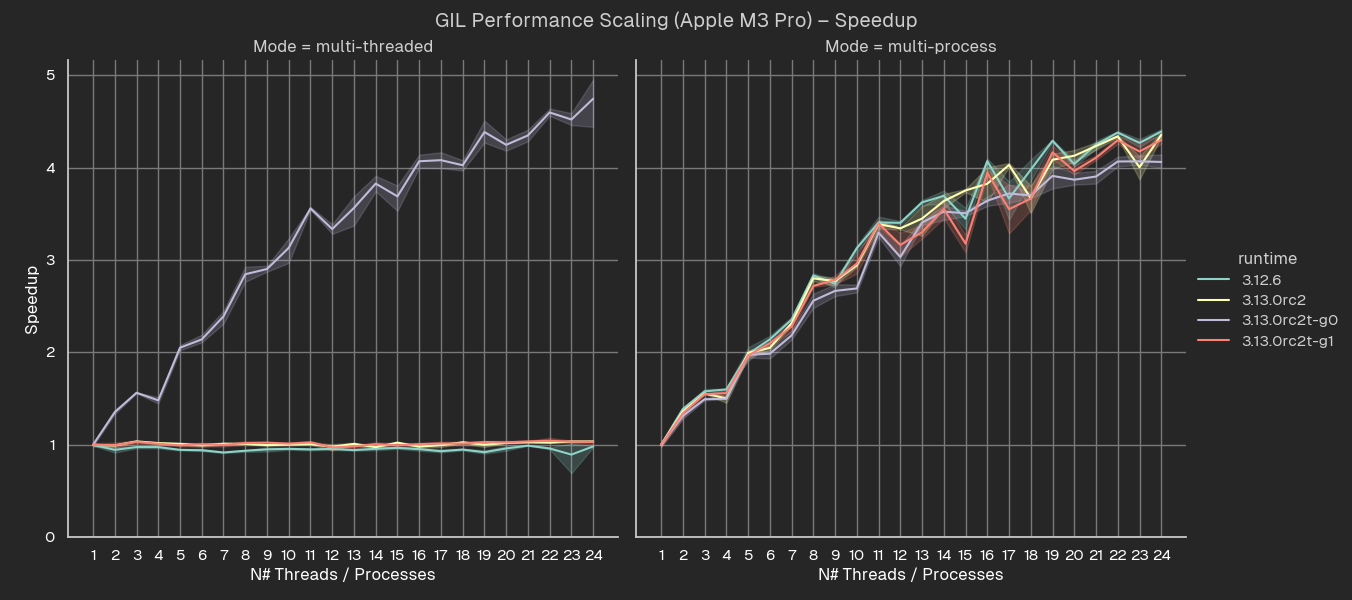 GIL Performance Scaling (Apple M3 Pro) – Speedup
Mode = multi-threaded
Mode = multi-process
5
4
3
2
1
0
Speedup
1 2 3 4 5 6 7 8 9 10 11 12 13 14 15 16 17 18 19 20 21 22 23 24
1 2 3 4 5 6 7 8 9 10 11 12 13 14 15 16 17 18 19 20 21 22 23 24
N# Threads / Processes
N# Threads / Processes
runtime
3.12.6
3.13.0rc2
3.13.0rc2t-g0
3.13.0rc2t-g1